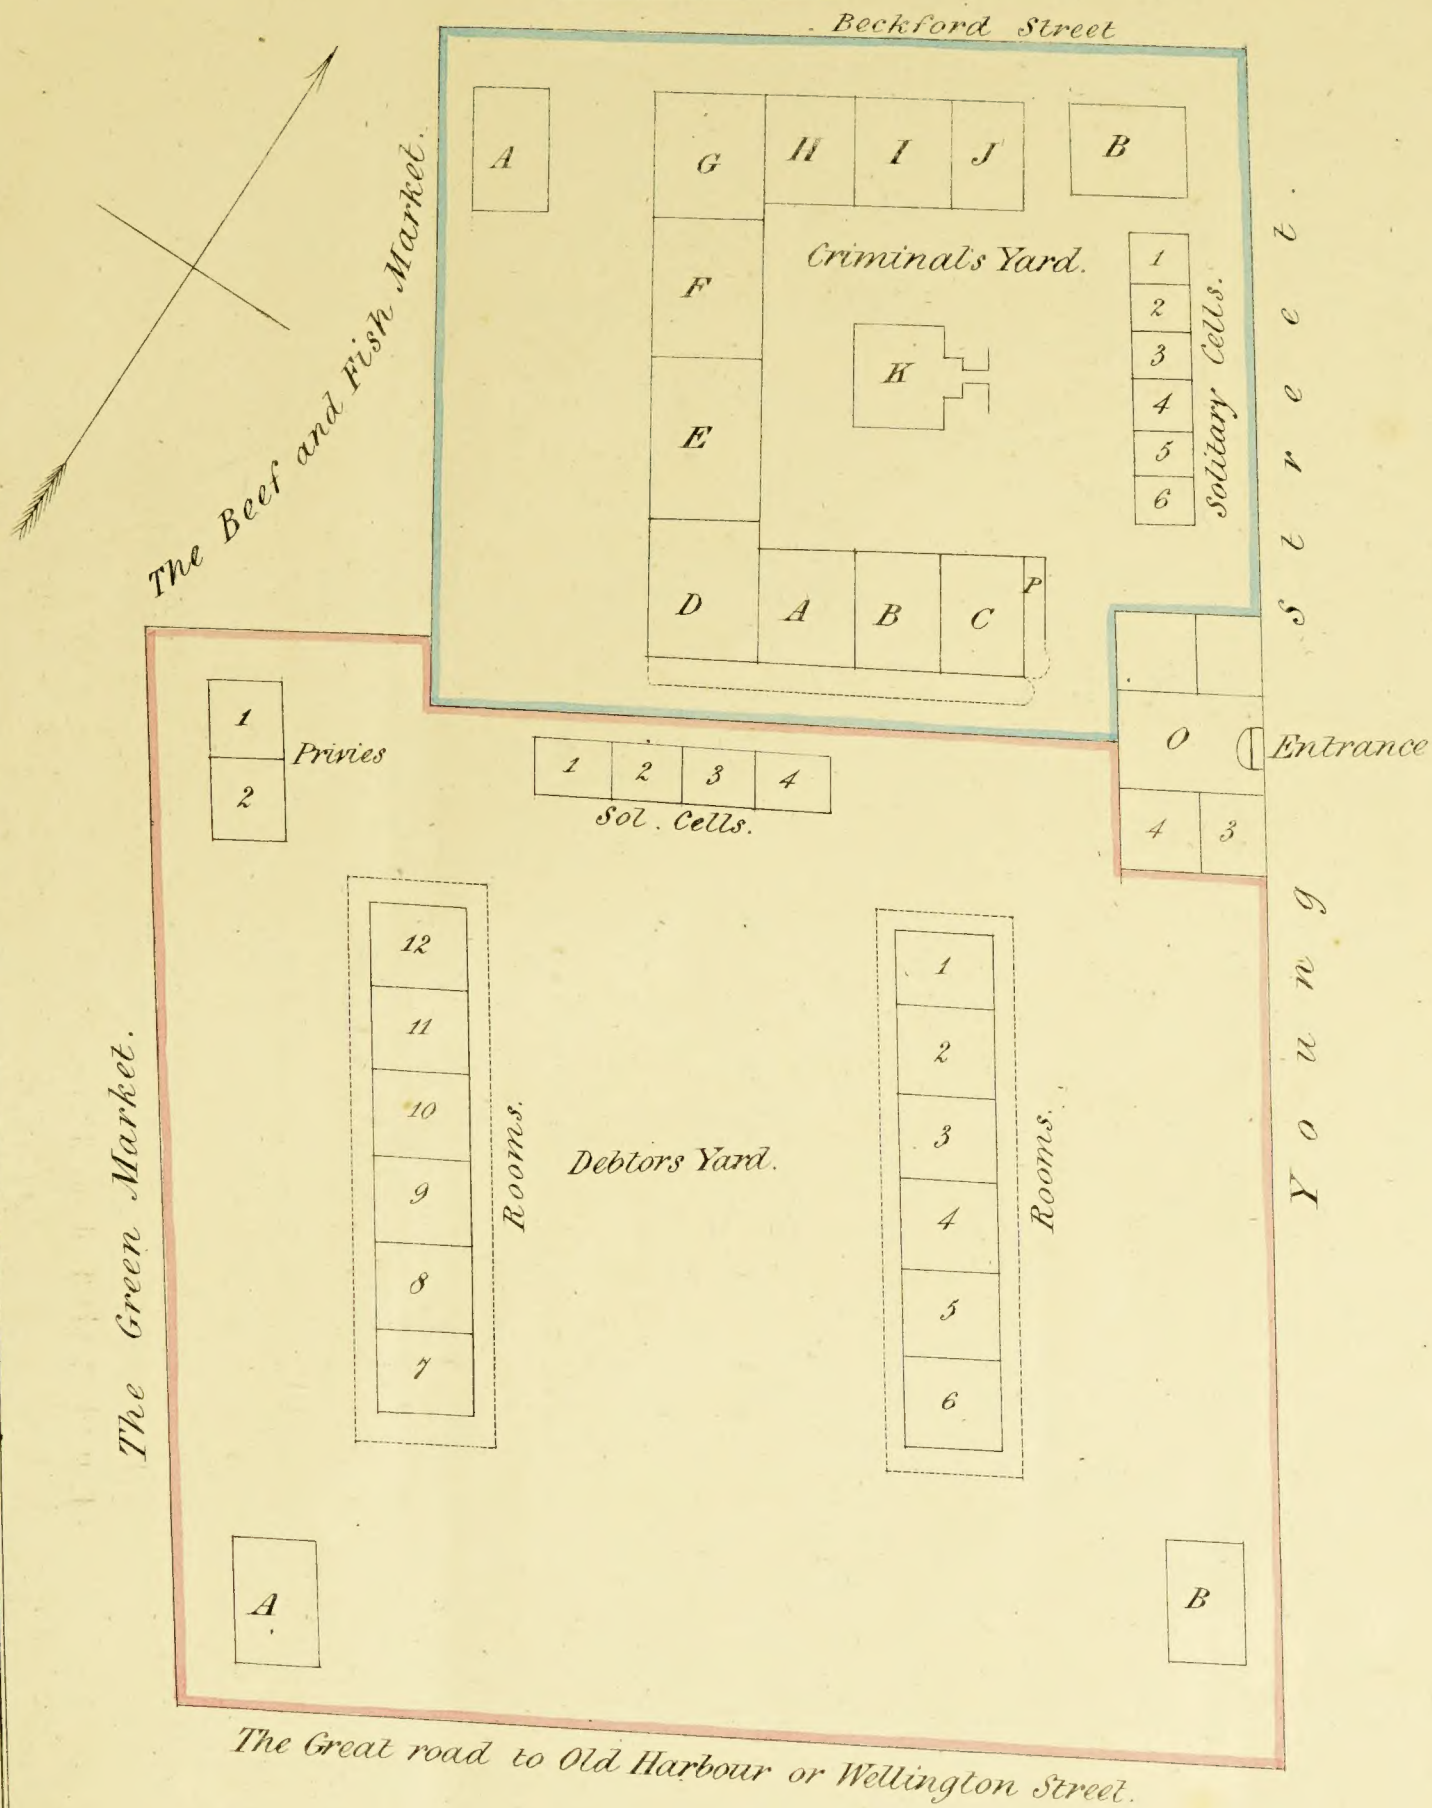 Beckford Street
A
G
H
I
J
B
Criminals Yard.
F
K
E
D
A
B
C
P
1
2
3
4
5
6
Solitary Cells.
The Beef and Fish Market.
Young Street.
O
Entrance
4
3
1
2
Privies
1
2
3
4
Sol. Cells.
12
11
10
9
8
7
Rooms.
Debtors Yard.
1
2
3
4
5
6
Rooms.
The Green Market.
A
B
The Great road to Old Harbour or Wellington Street.